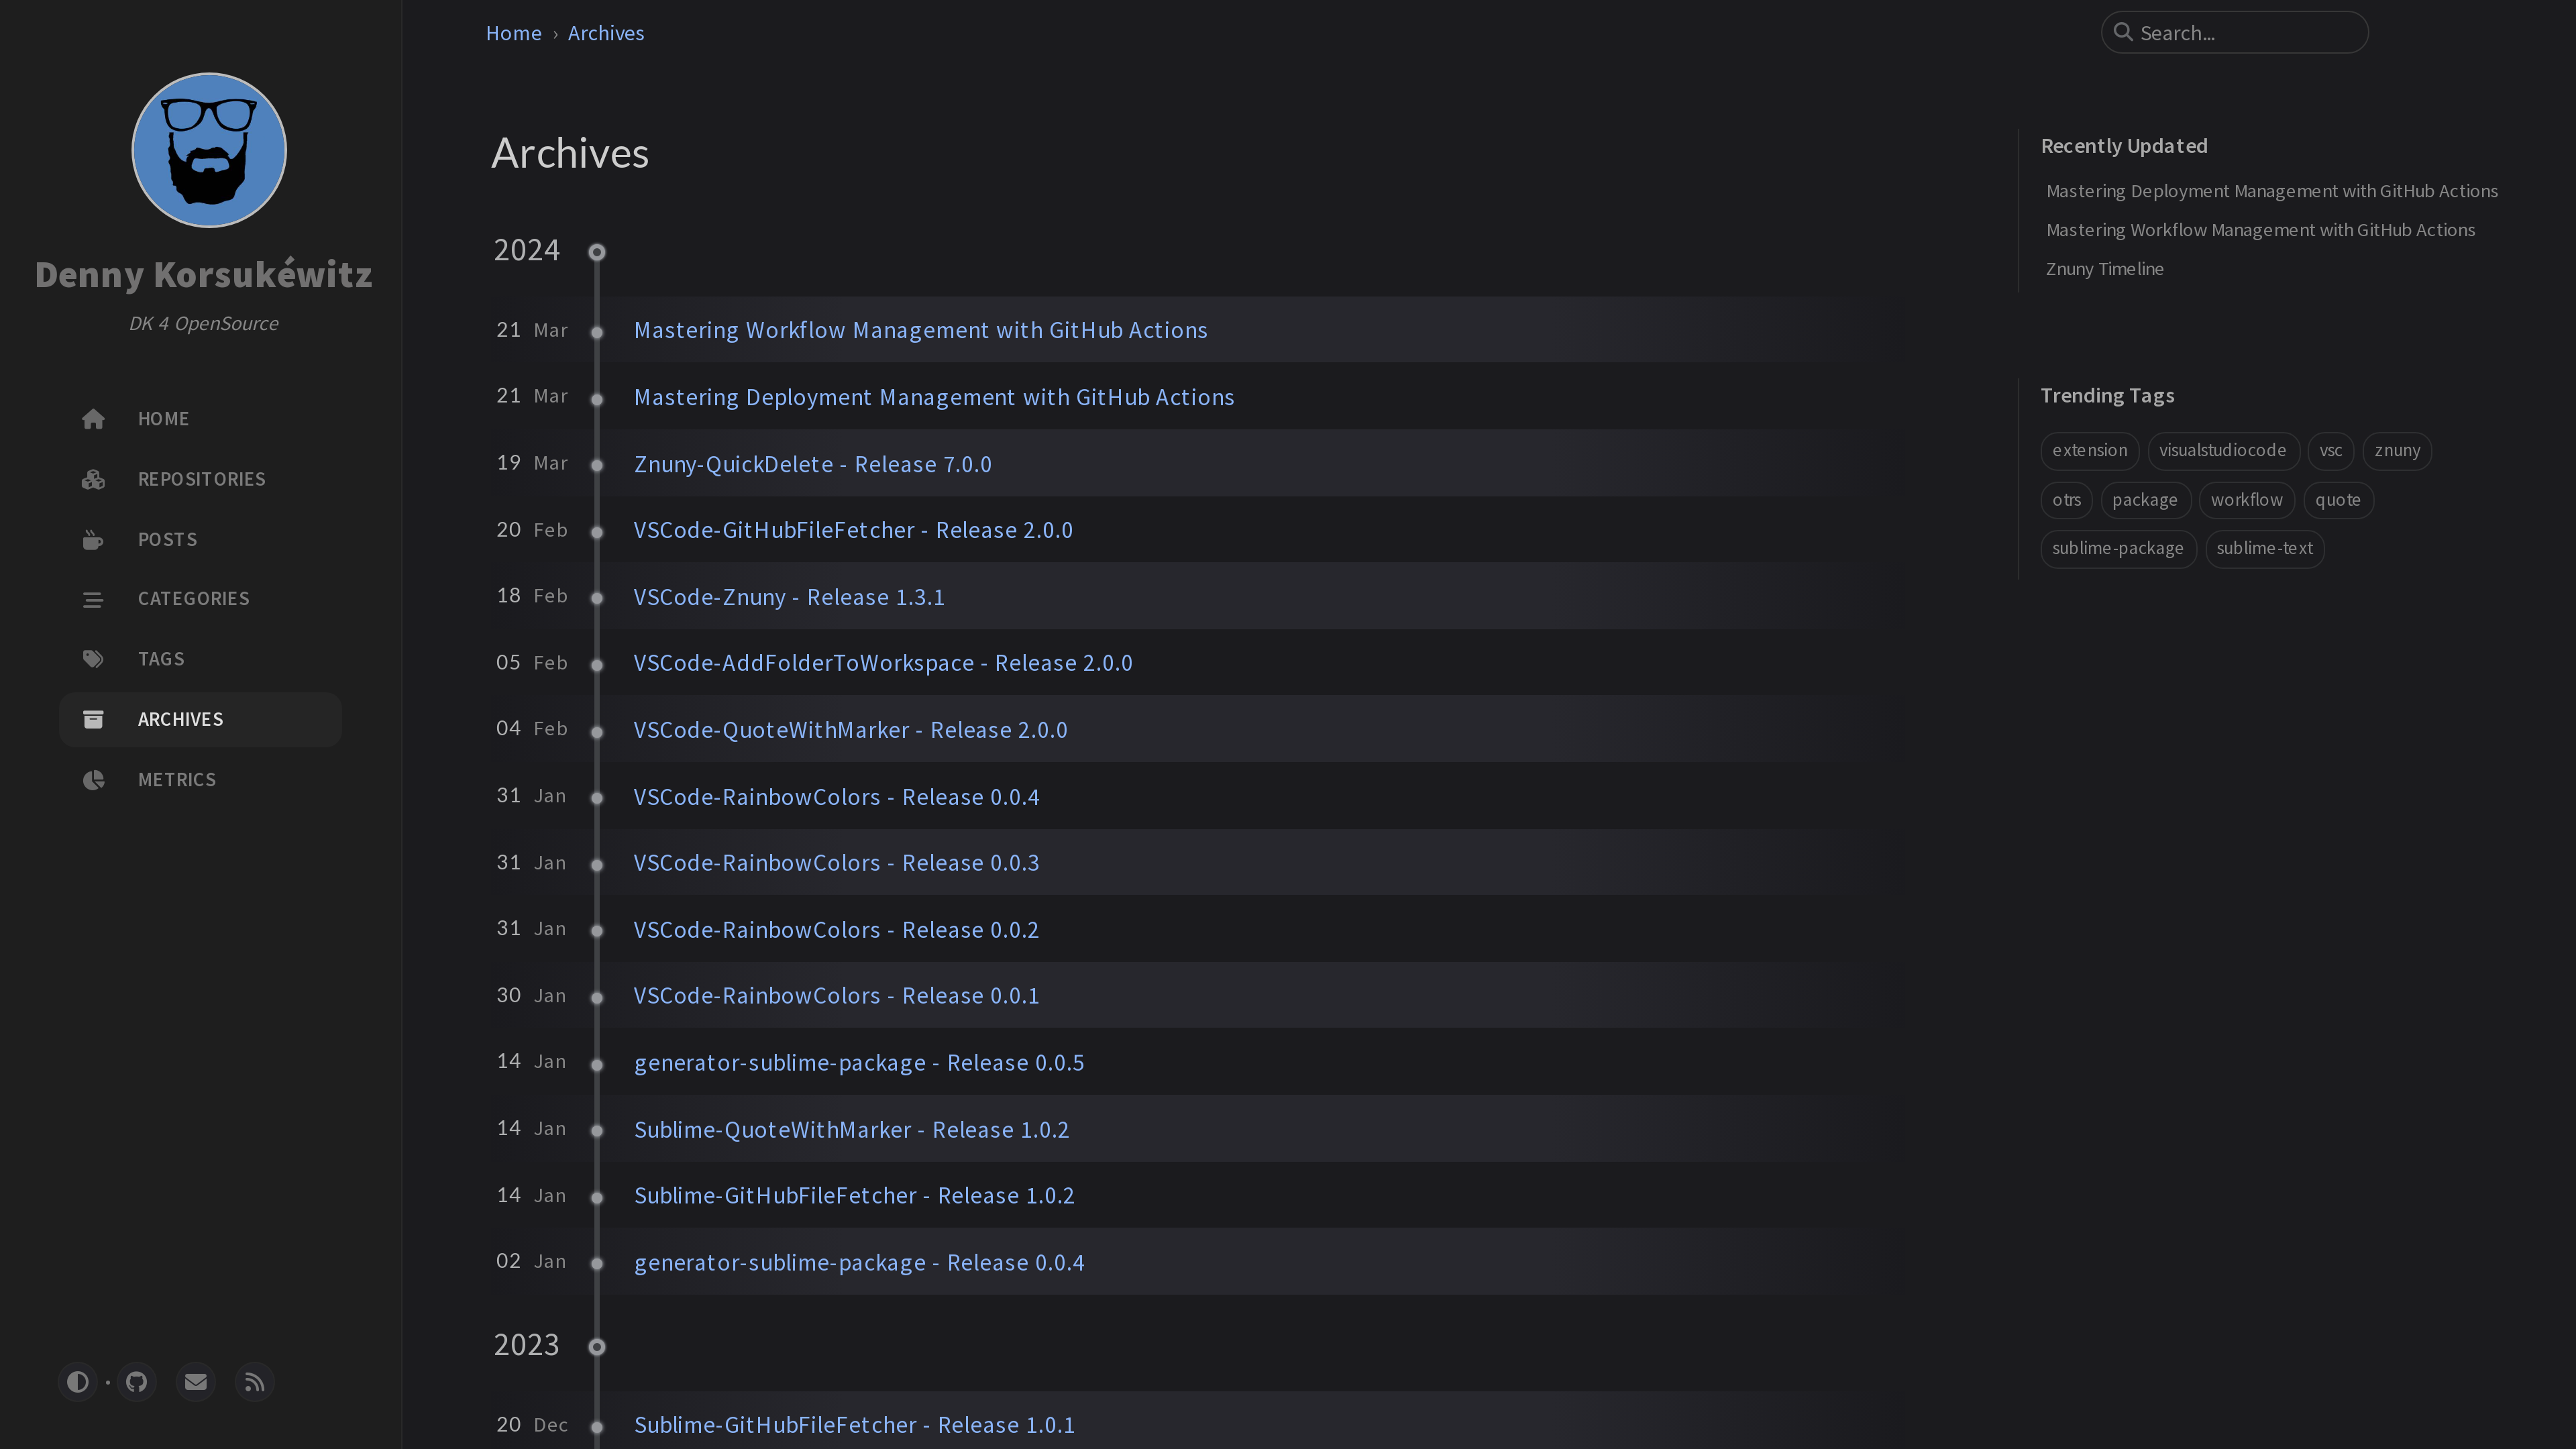 Home › Archives
Search...
Denny Korsukéwitz
DK 4 OpenSource
HOME
REPOSITORIES
POSTS
CATEGORIES
TAGS
ARCHIVES
METRICS
Archives
2024
21 Mar Mastering Workflow Management with GitHub Actions
21 Mar Mastering Deployment Management with GitHub Actions
19 Mar Znuny-QuickDelete - Release 7.0.0
20 Feb VSCode-GitHubFileFetcher - Release 2.0.0
18 Feb VSCode-Znuny - Release 1.3.1
05 Feb VSCode-AddFolderToWorkspace - Release 2.0.0
04 Feb VSCode-QuoteWithMarker - Release 2.0.0
31 Jan VSCode-RainbowColors - Release 0.0.4
31 Jan VSCode-RainbowColors - Release 0.0.3
31 Jan VSCode-RainbowColors - Release 0.0.2
30 Jan VSCode-RainbowColors - Release 0.0.1
14 Jan generator-sublime-package - Release 0.0.5
14 Jan Sublime-QuoteWithMarker - Release 1.0.2
14 Jan Sublime-GitHubFileFetcher - Release 1.0.2
02 Jan generator-sublime-package - Release 0.0.4
2023
20 Dec Sublime-GitHubFileFetcher - Release 1.0.1
Recently Updated
Mastering Deployment Management with GitHub Actions
Mastering Workflow Management with GitHub Actions
Znuny Timeline
Trending Tags
extension visualstudiocode vsc znuny
otrs package workflow quote
sublime-package sublime-text